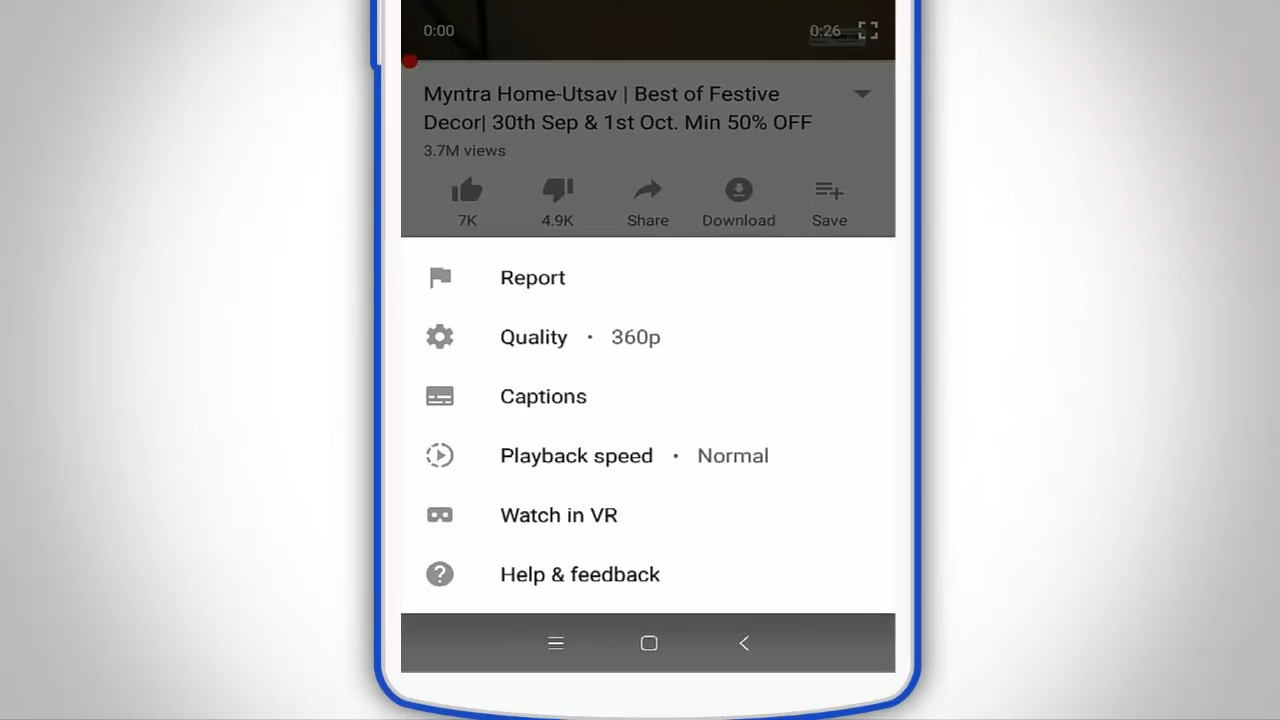 0:00 0:26
Myntra Home-Utsav | Best of Festive
Decor| 30th Sep & 1st Oct. Min 50% OFF
3.7M views
7K 4.9K Share Download Save
Report
Quality · 360p
Captions
Playback speed · Normal
Watch in VR
Help & feedback